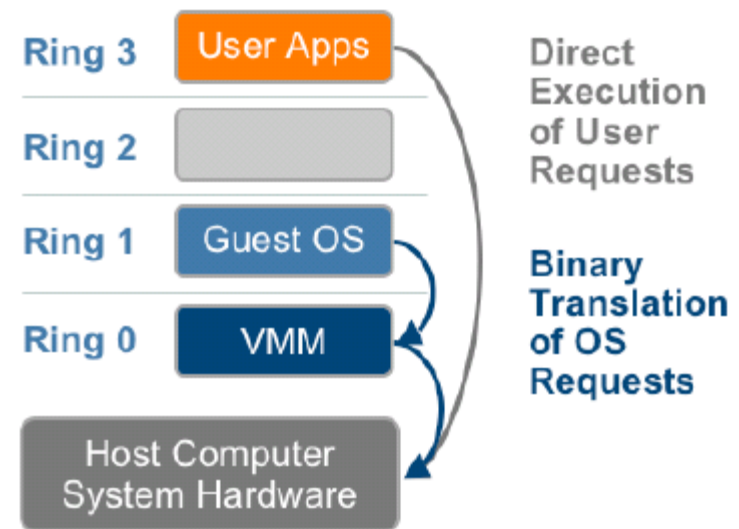 Ring 3
User Apps
Ring 2
Ring 1
Guest OS
Ring 0
VMM
Host Computer
System Hardware
Direct
Execution
of User
Requests
Binary
Translation
of OS
Requests